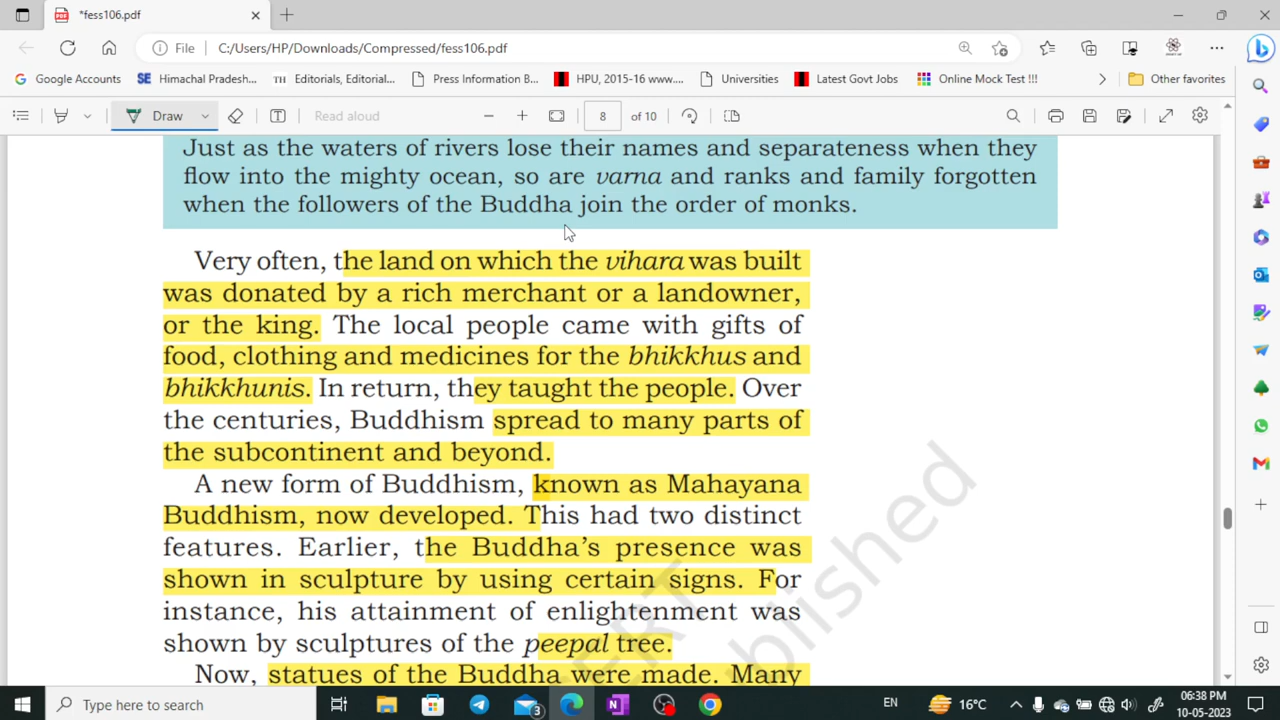 *fess106.pdf
File C:/Users/HP/Downloads/Compressed/fess106.pdf
Google Accounts SE Himachal Pradesh... TH Editorials, Editorial... Press Information B... HPU, 2015-16 www.... Universities Latest Govt Jobs Online Mock Test !!! Other favorites
Draw Read aloud 8 of 10
Just as the waters of rivers lose their names and separateness when they
flow into the mighty ocean, so are varna and ranks and family forgotten
when the followers of the Buddha join the order of monks.
Very often, the land on which the vihara was built
was donated by a rich merchant or a landowner,
or the king. The local people came with gifts of
food, clothing and medicines for the bhikkhus and
bhikkhunis. In return, they taught the people. Over
the centuries, Buddhism spread to many parts of
the subcontinent and beyond.
A new form of Buddhism, known as Mahayana
Buddhism, now developed. This had two distinct
features. Earlier, the Buddha's presence was
shown in sculpture by using certain signs. For
instance, his attainment of enlightenment was
shown by sculptures of the peepal tree.
Now, statues of the Buddha were made. Many
Type here to search 3 EN 16°C 06:38 PM
10-05-2023